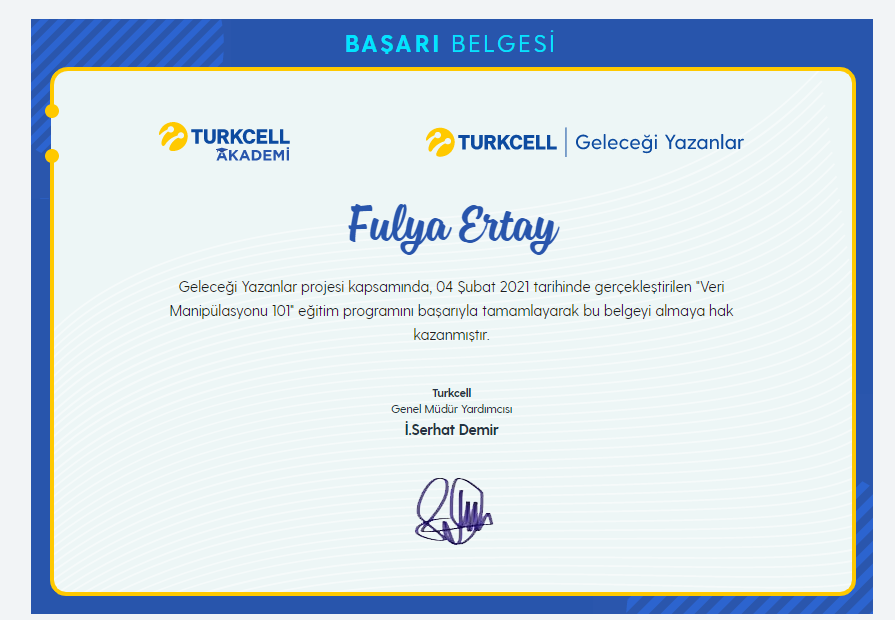 BAŞARI BELGESİ
TURKCELL
AKADEMİ
TURKCELL | Geleceği Yazanlar
Fulya Ertay
Geleceği Yazanlar projesi kapsamında, 04 Şubat 2021 tarihinde gerçekleştirilen "Veri
Manipülasyonu 101" eğitim programını başarıyla tamamlayarak bu belgeyi almaya hak
kazanmıştır.
Turkcell
Genel Müdür Yardımcısı
İ.Serhat Demir